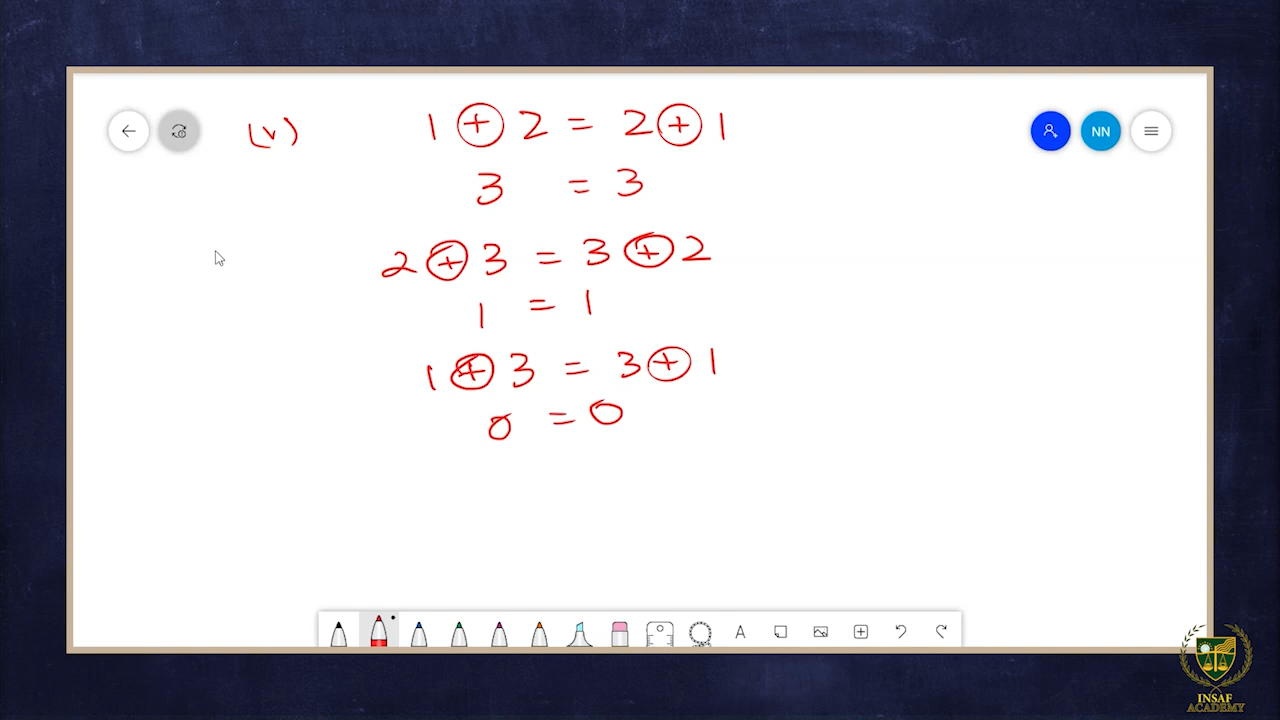 (v) 1 ⊕ 2 = 2 ⊕ 1
3 = 3
2 ⊕ 3 = 3 ⊕ 2
1 = 1
1 ⊕ 3 = 3 ⊕ 1
0 = 0
NN
A
INSAF
ACADEMY